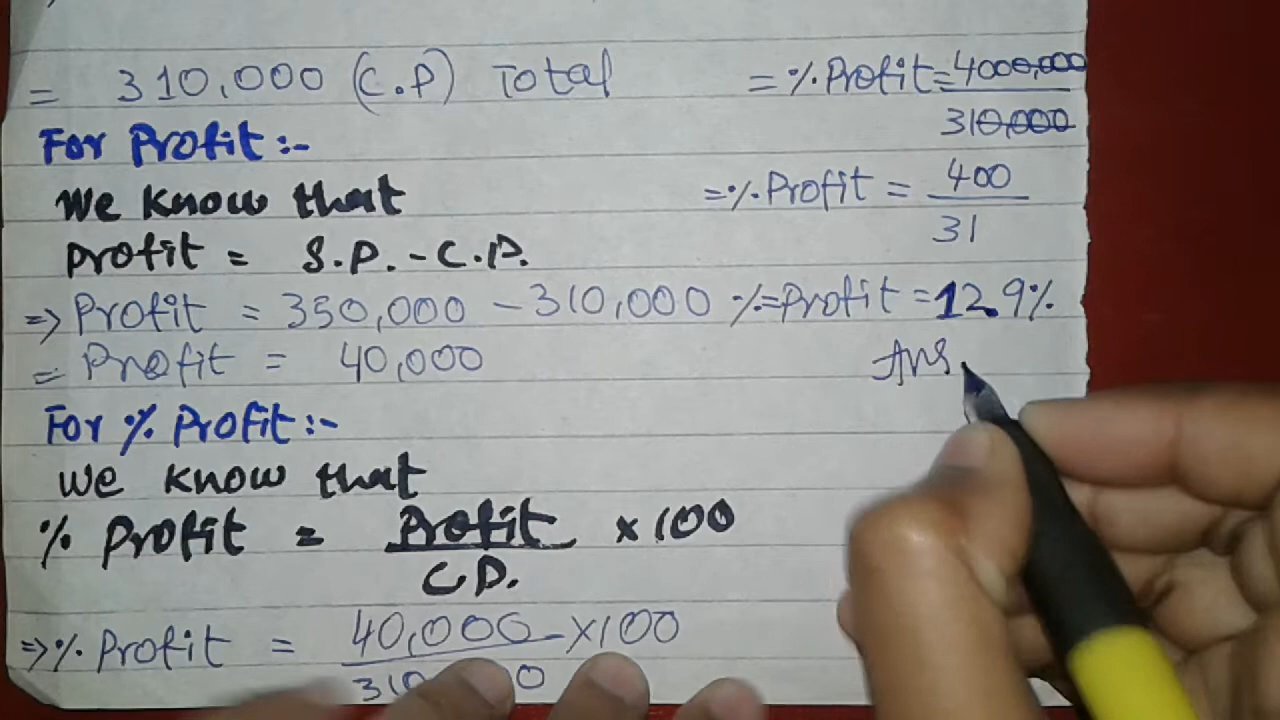 = 310,000 (C.P) Total
For Profit:-
We know that
Profit = S.P. - C.P.
=> Profit = 350,000 - 310,000
= Profit = 40,000
For % Profit:-
We know that
% Profit = Profit × 100
C.P.
=> % Profit = 40,000 × 100
310 0
= % Profit = 4000,000
310,000
= % Profit = 400
31
% = Profit = 12.9%
Ans.